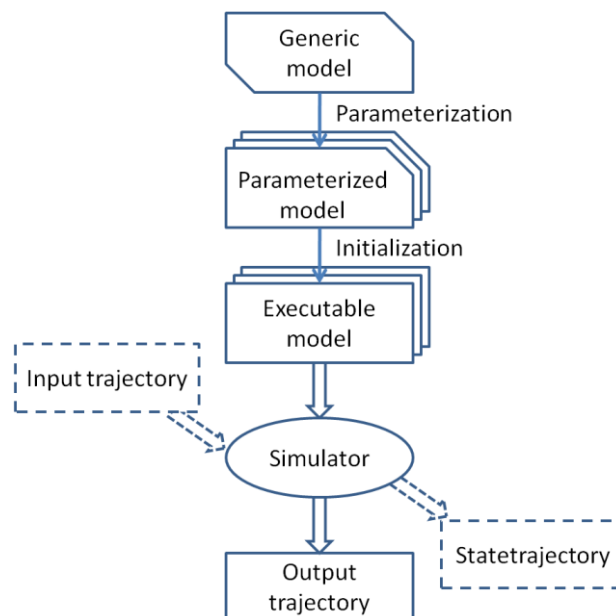 Generic
model
Parameterization
Parameterized
model
Initialization
Executable
model
Input trajectory
Simulator
Statetrajectory
Output
trajectory